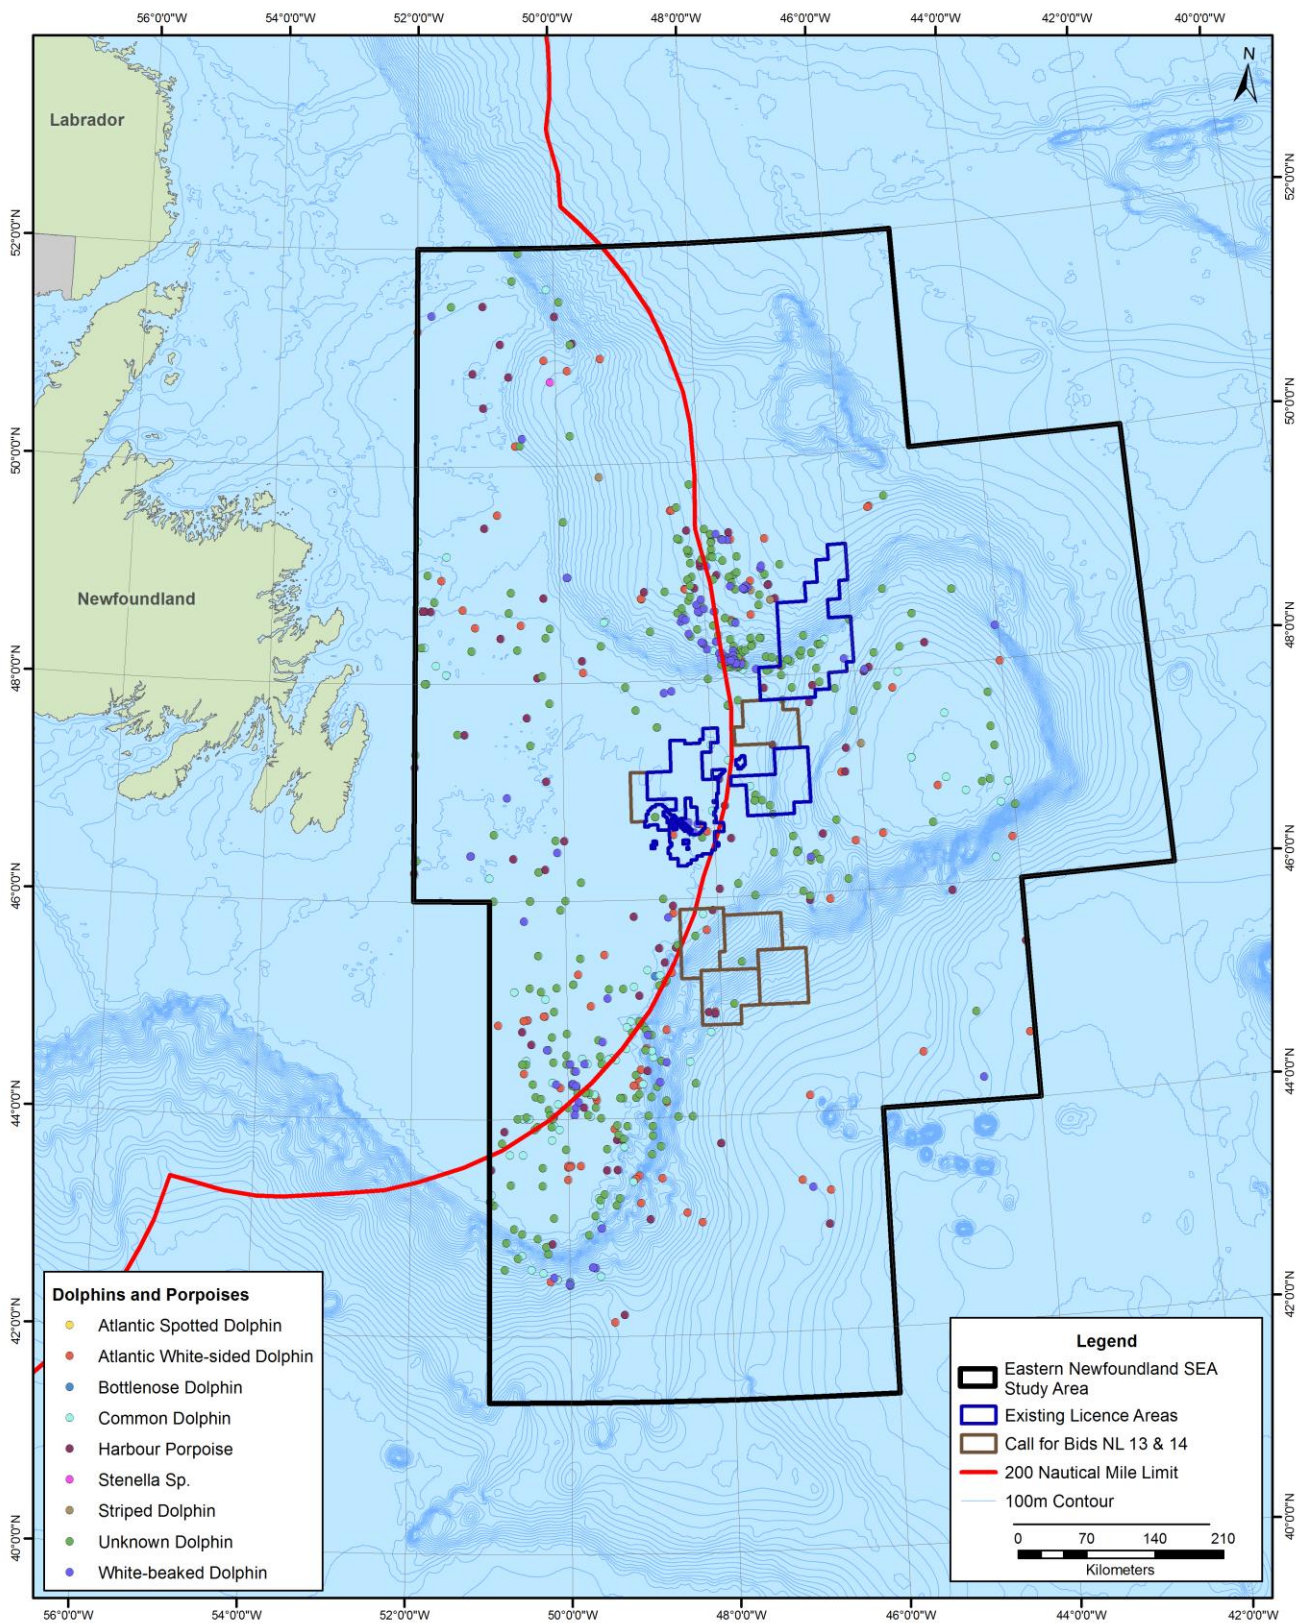 56°0'0"W 54°0'0"W 52°0'0"W 50°0'0"W 48°0'0"W 46°0'0"W 44°0'0"W 42°0'0"W 40°0'0"W
N
Labrador
52°0'0"N
52°0'0"N
50°0'0"N
50°0'0"N
Newfoundland
48°0'0"N
48°0'0"N
46°0'0"N
46°0'0"N
44°0'0"N
44°0'0"N
42°0'0"N
42°0'0"N
40°0'0"N
40°0'0"N
Dolphins and Porpoises
Atlantic Spotted Dolphin
Atlantic White-sided Dolphin
Bottlenose Dolphin
Common Dolphin
Harbour Porpoise
Stenella Sp.
Striped Dolphin
Unknown Dolphin
White-beaked Dolphin
Legend
Eastern Newfoundland SEA
Study Area
Existing Licence Areas
Call for Bids NL 13 & 14
200 Nautical Mile Limit
100m Contour
0 70 140 210
Kilometers
56°0'0"W 54°0'0"W 52°0'0"W 50°0'0"W 48°0'0"W 46°0'0"W 44°0'0"W 42°0'0"W